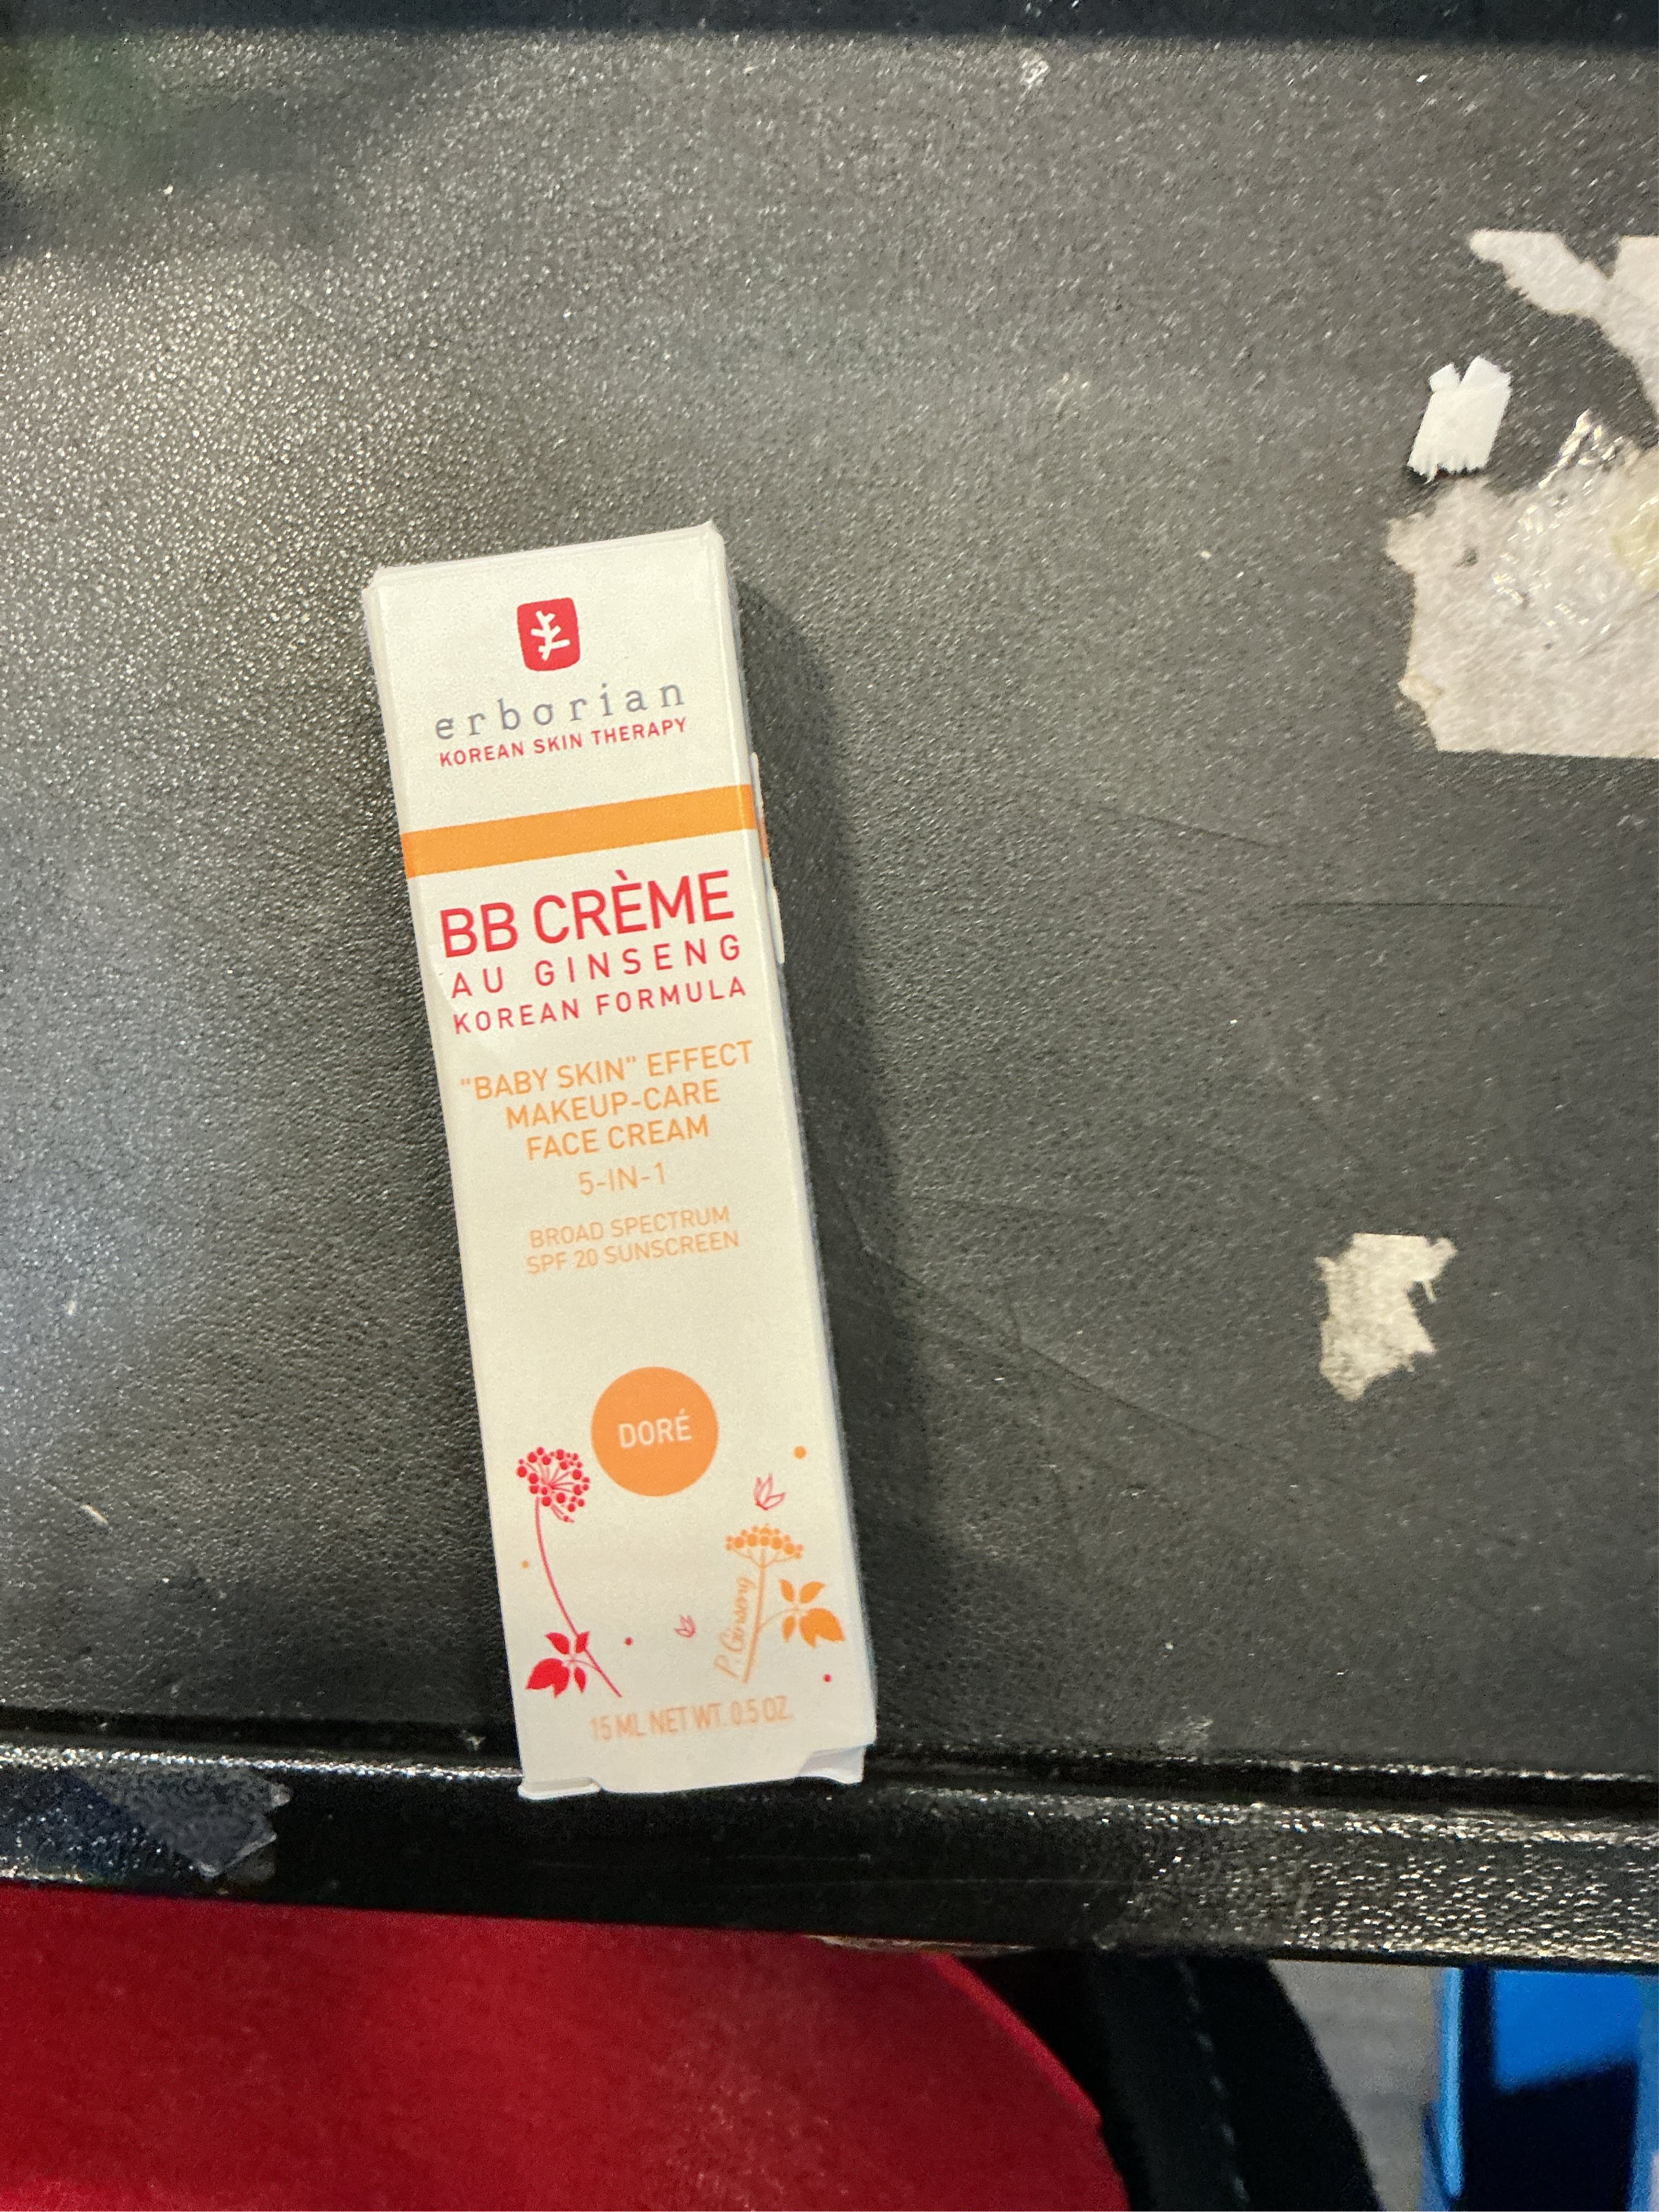 erborian
KOREAN SKIN THERAPY
BB CRÈME
AU GINSENG
KOREAN FORMULA
"BABY SKIN" EFFECT
MAKEUP-CARE
FACE CREAM
5-IN-1
BROAD SPECTRUM
SPF 20 SUNSCREEN
DORÉ
P. Ginseng
15 ML NET WT. 0.5 OZ.